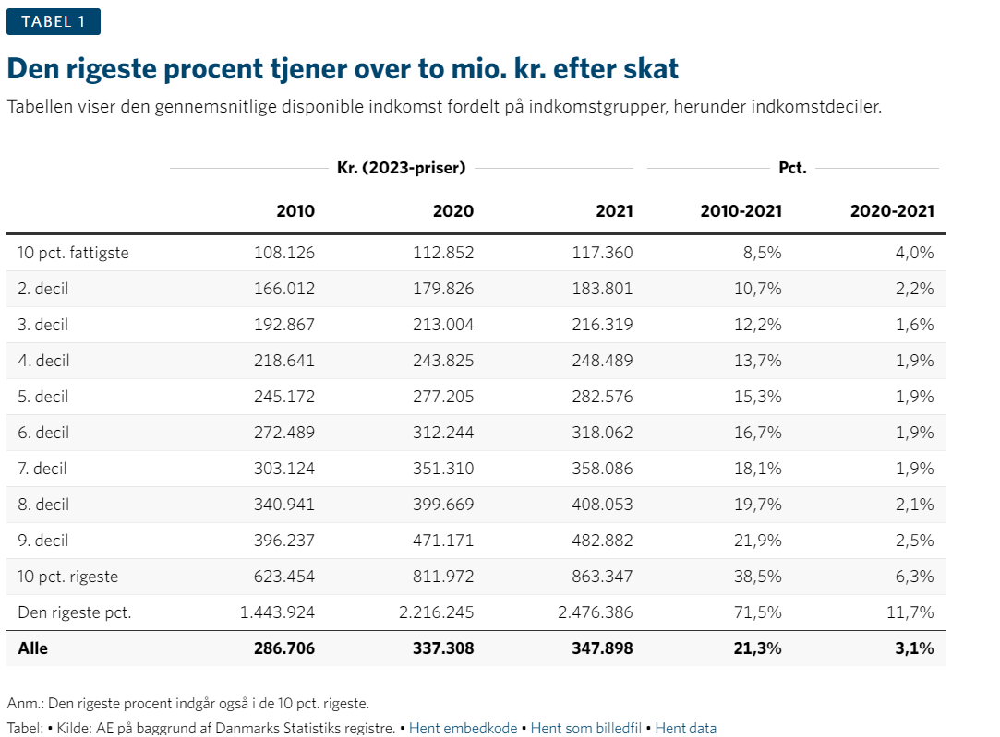 TABEL 1
Den rigeste procent tjener over to mio. kr. efter skat
Tabellen viser den gennemsnitlige disponible indkomst fordelt på indkomstgrupper, herunder indkomstdeciler.
Kr. (2023-priser) Pct.
2010 2020 2021 2010-2021 2020-2021
10 pct. fattigste 108.126 112.852 117.360 8,5% 4,0%
2. decil 166.012 179.826 183.801 10,7% 2,2%
3. decil 192.867 213.004 216.319 12,2% 1,6%
4. decil 218.641 243.825 248.489 13,7% 1,9%
5. decil 245.172 277.205 282.576 15,3% 1,9%
6. decil 272.489 312.244 318.062 16,7% 1,9%
7. decil 303.124 351.310 358.086 18,1% 1,9%
8. decil 340.941 399.669 408.053 19,7% 2,1%
9. decil 396.237 471.171 482.882 21,9% 2,5%
10 pct. rigeste 623.454 811.972 863.347 38,5% 6,3%
Den rigeste pct. 1.443.924 2.216.245 2.476.386 71,5% 11,7%
Alle 286.706 337.308 347.898 21,3% 3,1%
Anm.: Den rigeste procent indgår også i de 10 pct. rigeste.
Tabel: • Kilde: AE på baggrund af Danmarks Statistiks registre. • Hent embedkode • Hent som billedfil • Hent data